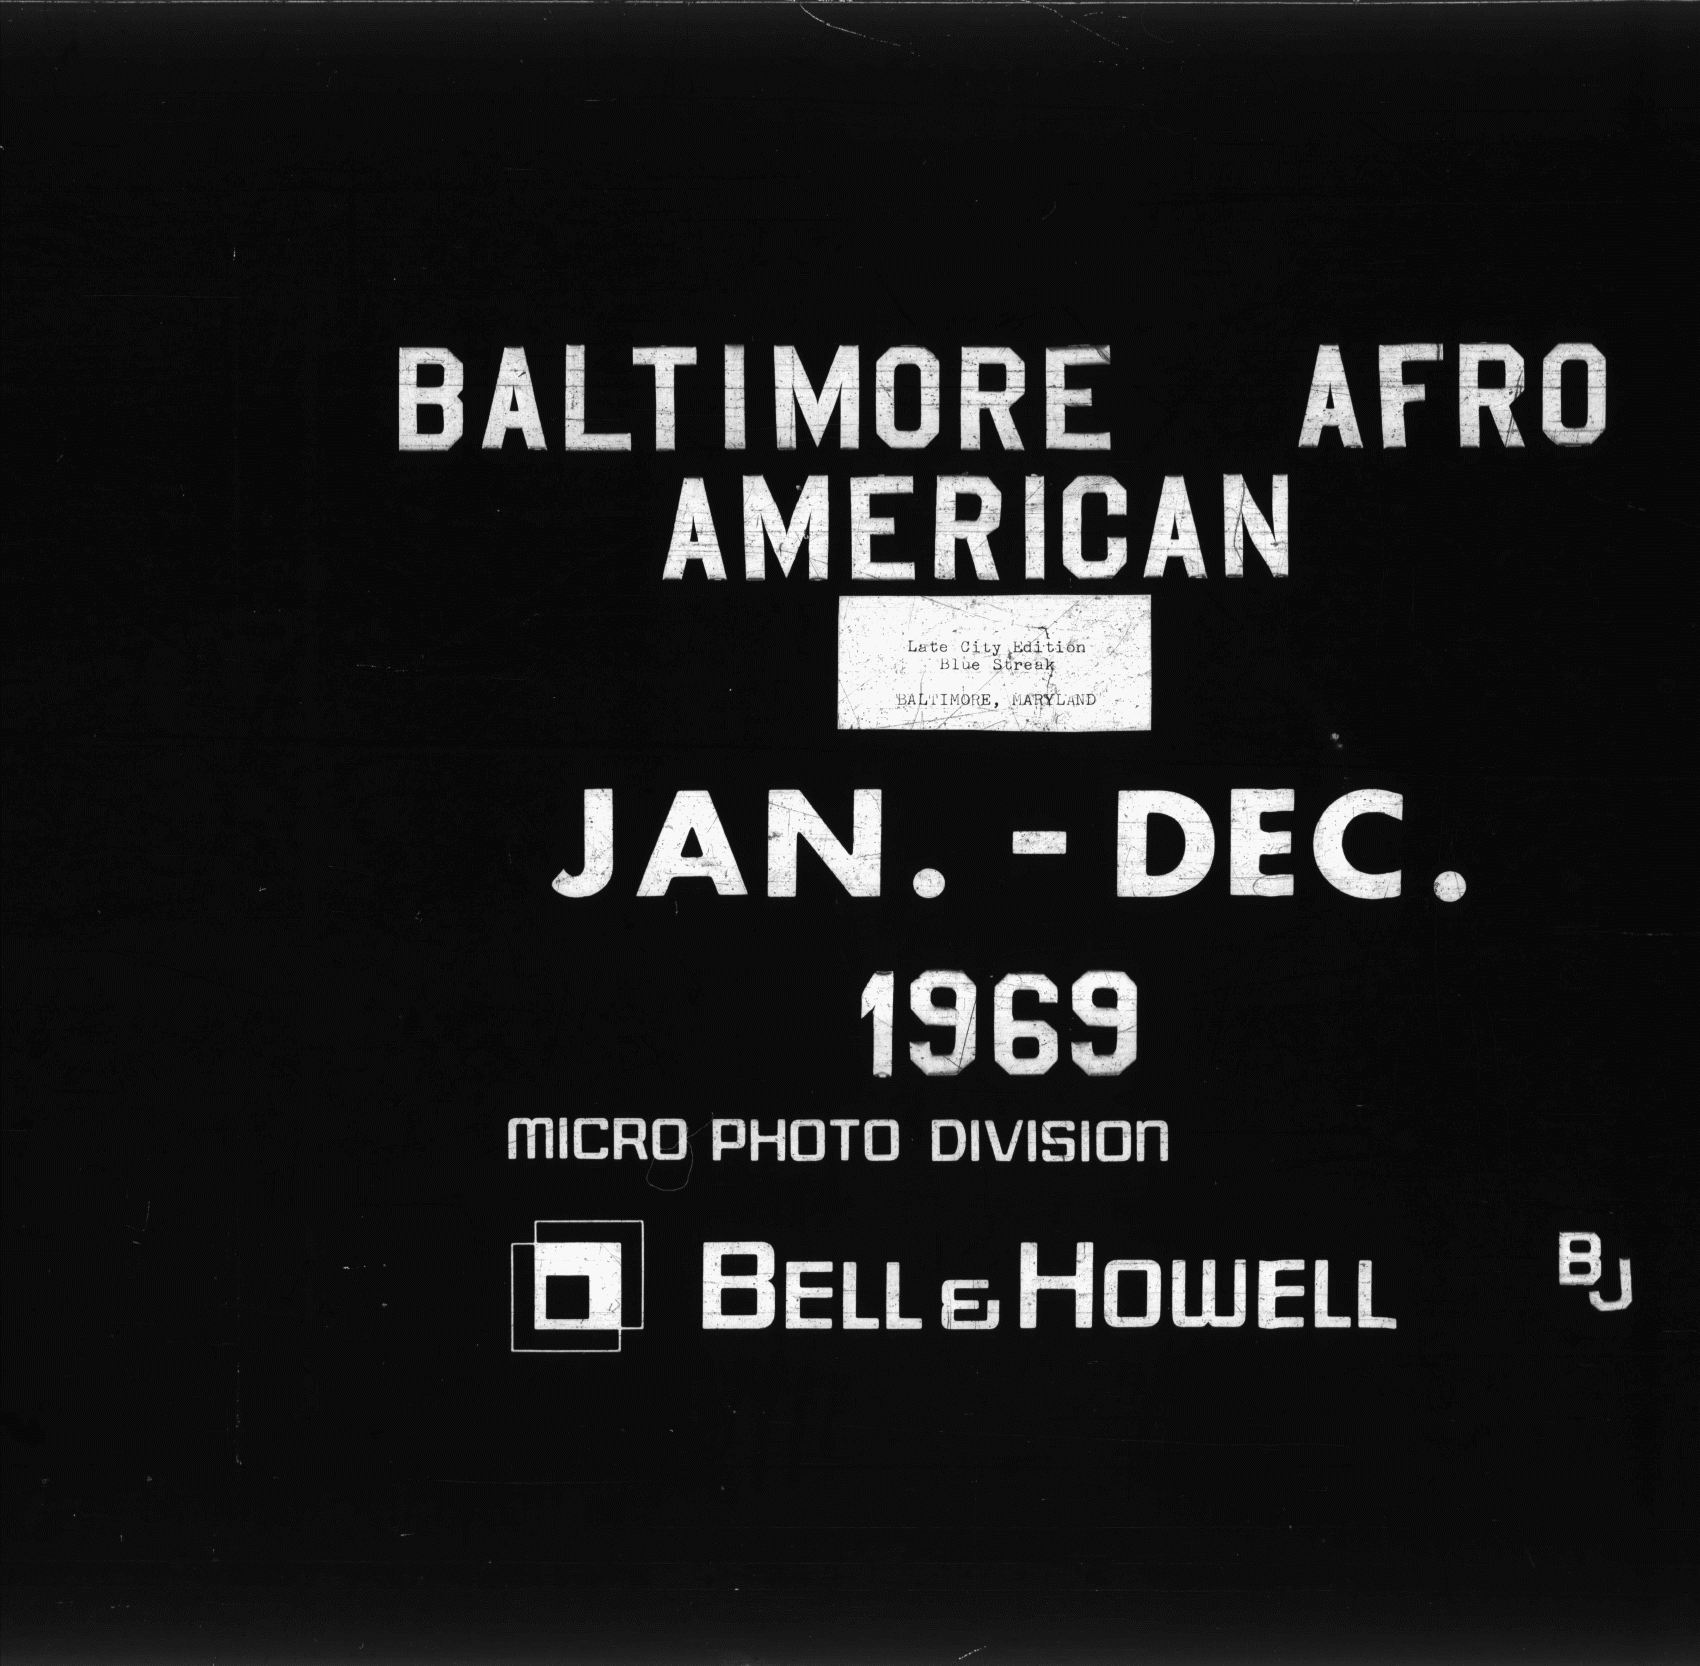 BALTIMORE AFRO
AMERICAN
Late City Edition
Blue Streak
BALTIMORE, MARYLAND
JAN. - DEC.
1969
MICRO PHOTO DIVISION
BELL & HOWELL
BJ